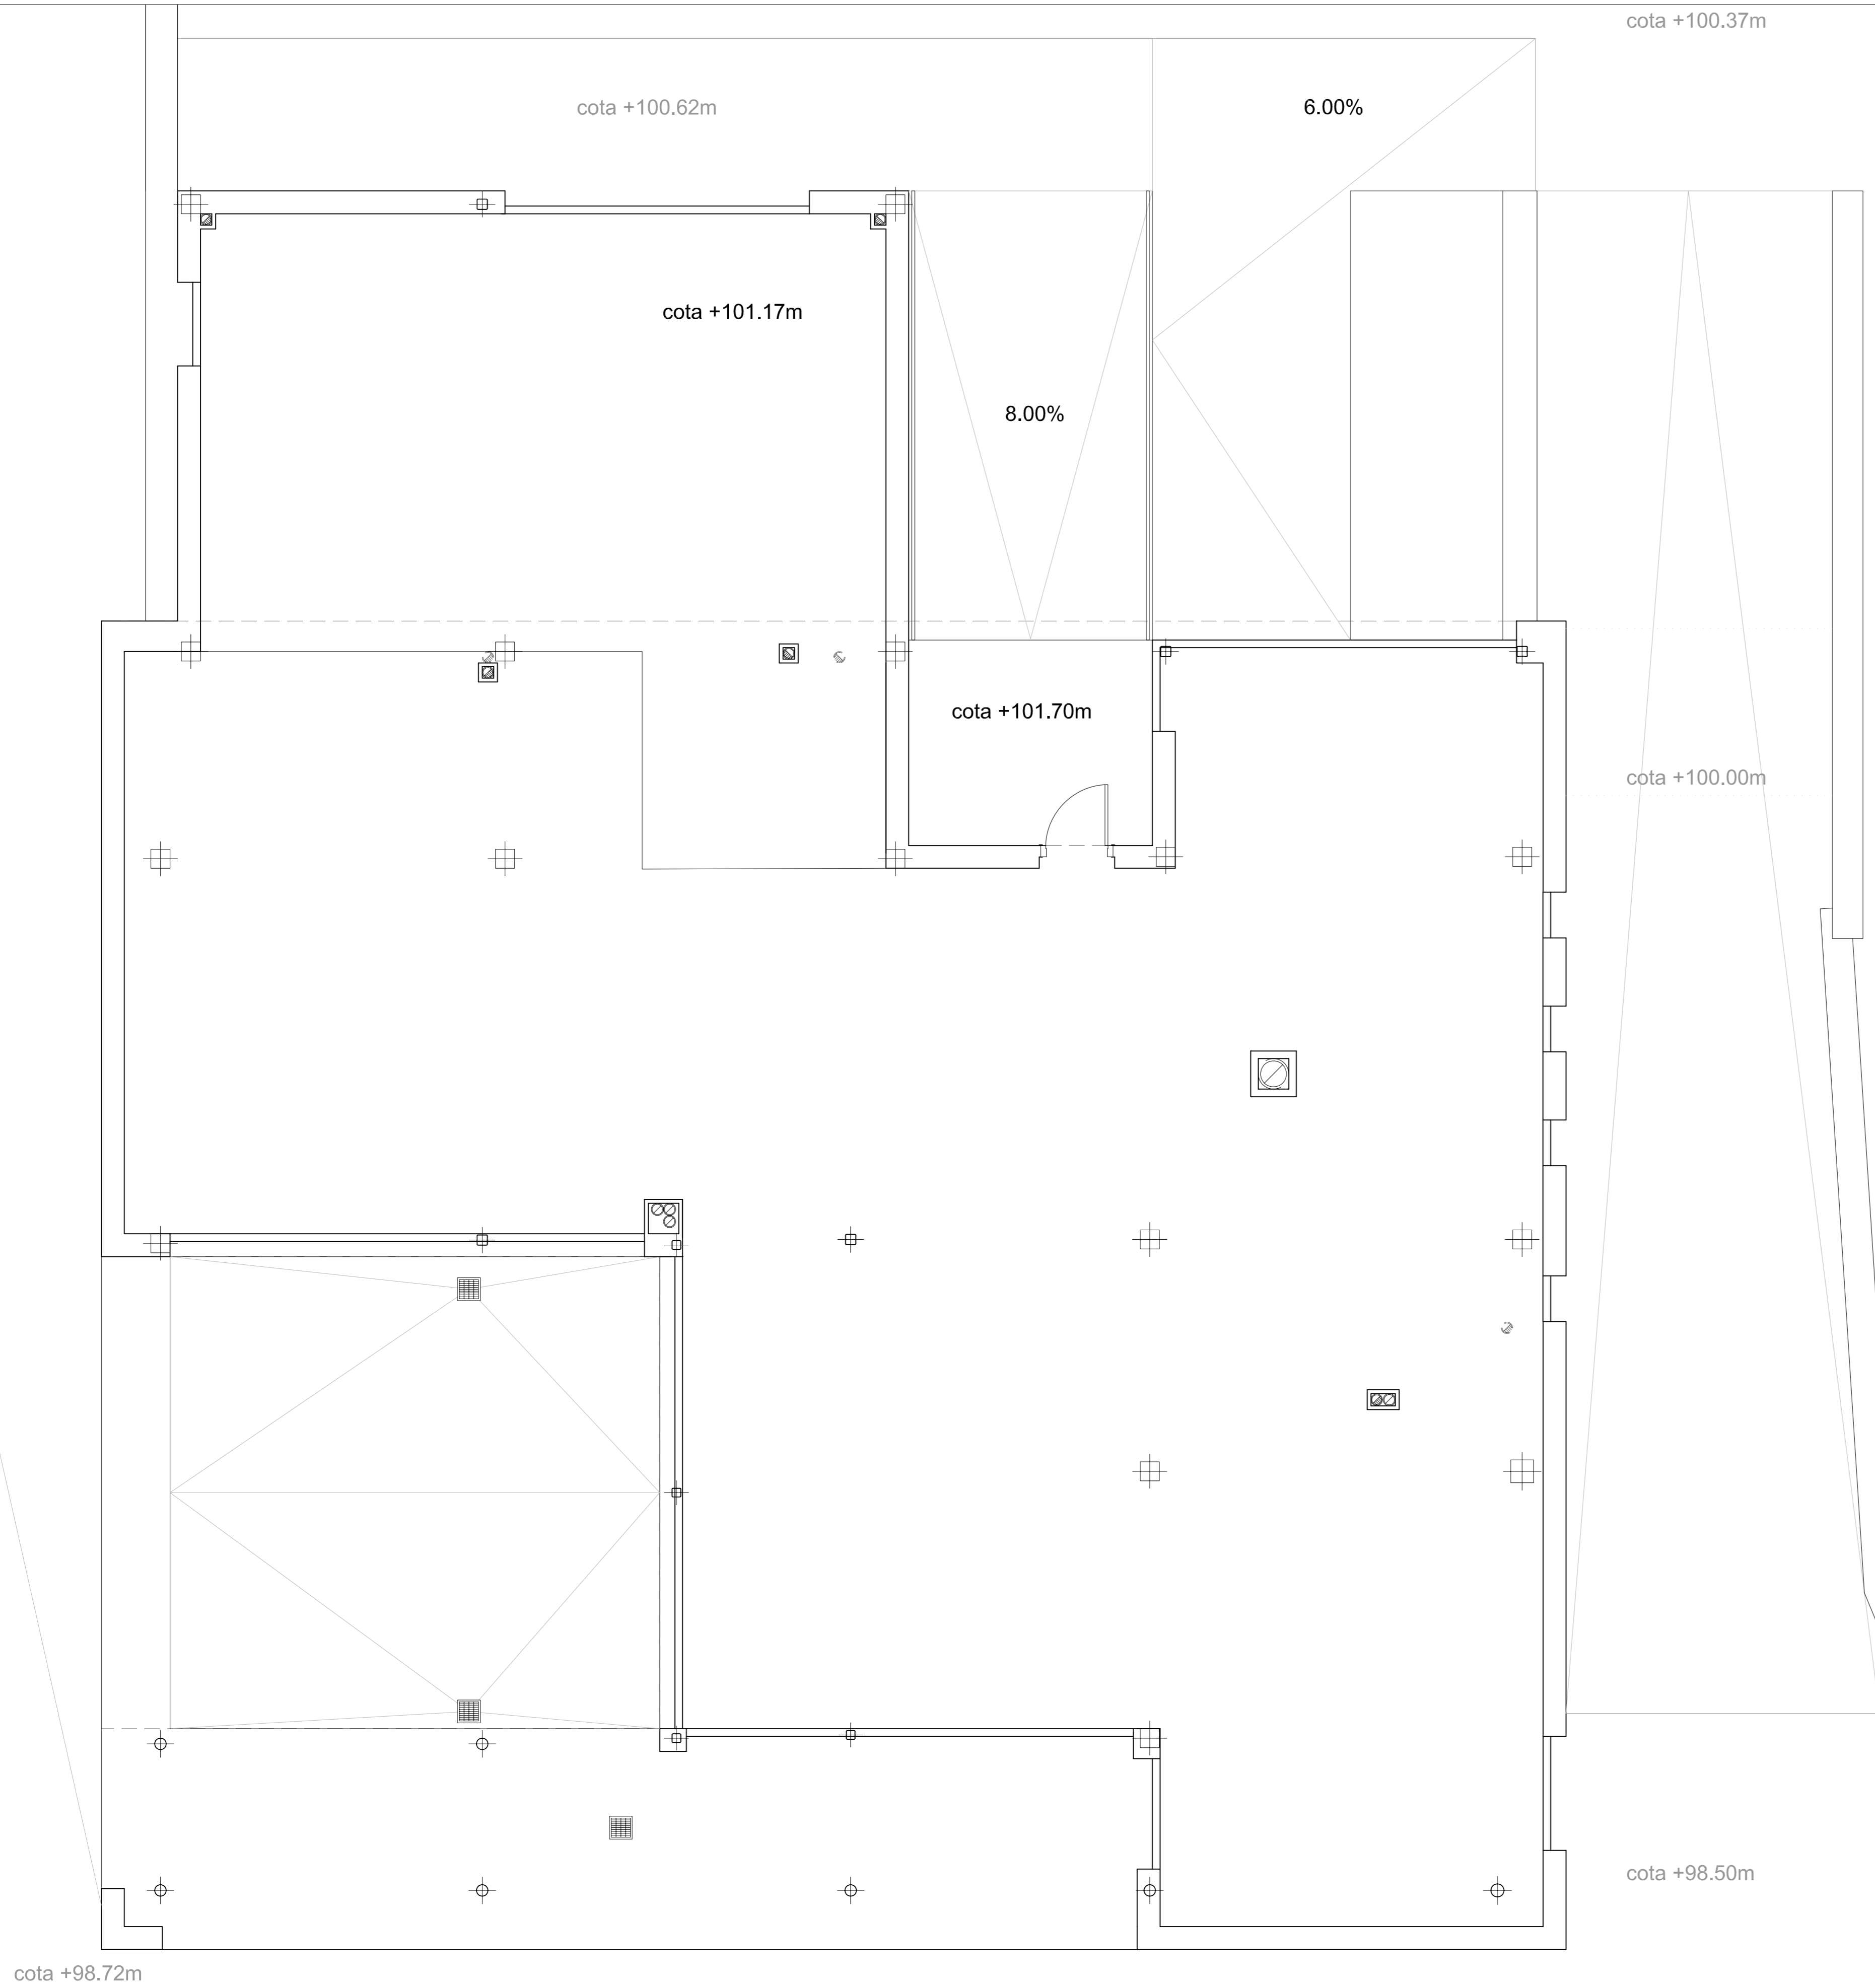 cota +100.37m
cota +100.62m
6.00%
cota +101.17m
8.00%
cota +101.70m
cota +100.00m
cota +98.50m
cota +98.72m